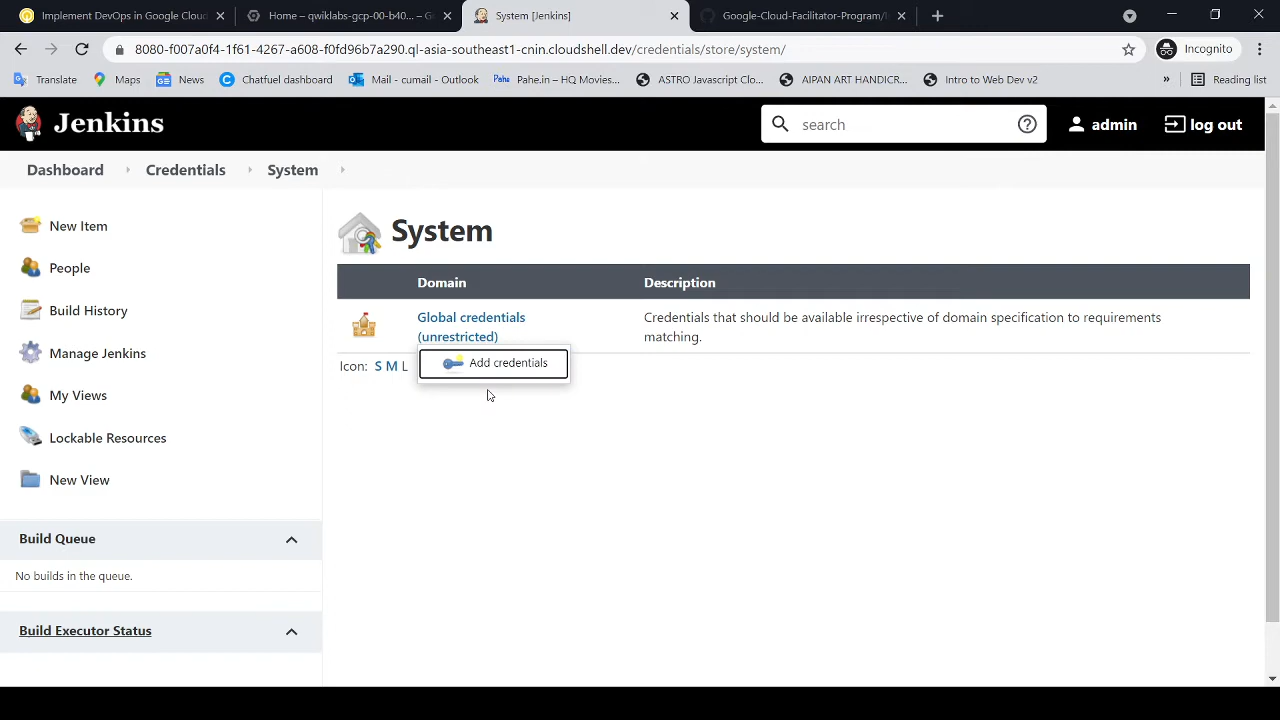 Implement DevOps in Google Cloud
Home – qwiklabs-gcp-00-b40... – G
System [Jenkins]
Google-Cloud-Facilitator-Program/
8080-f007a0f4-1f61-4267-a608-f0fd96b7a290.ql-asia-southeast1-cnin.cloudshell.dev/credentials/store/system/
Incognito
Translate
Maps
News
Chatfuel dashboard
Mail - cumail - Outlook
Pahe Pahe.in – HQ Movies...
ASTRO Javascript Clo...
AIPAN ART HANDICR...
Intro to Web Dev v2
»
Reading list
Jenkins
search
admin
log out
Dashboard
Credentials
System
New Item
People
Build History
Manage Jenkins
My Views
Lockable Resources
New View
Build Queue
No builds in the queue.
Build Executor Status
System
Domain Description
Global credentials
(unrestricted)
Credentials that should be available irrespective of domain specification to requirements
matching.
Icon: S M L
Add credentials